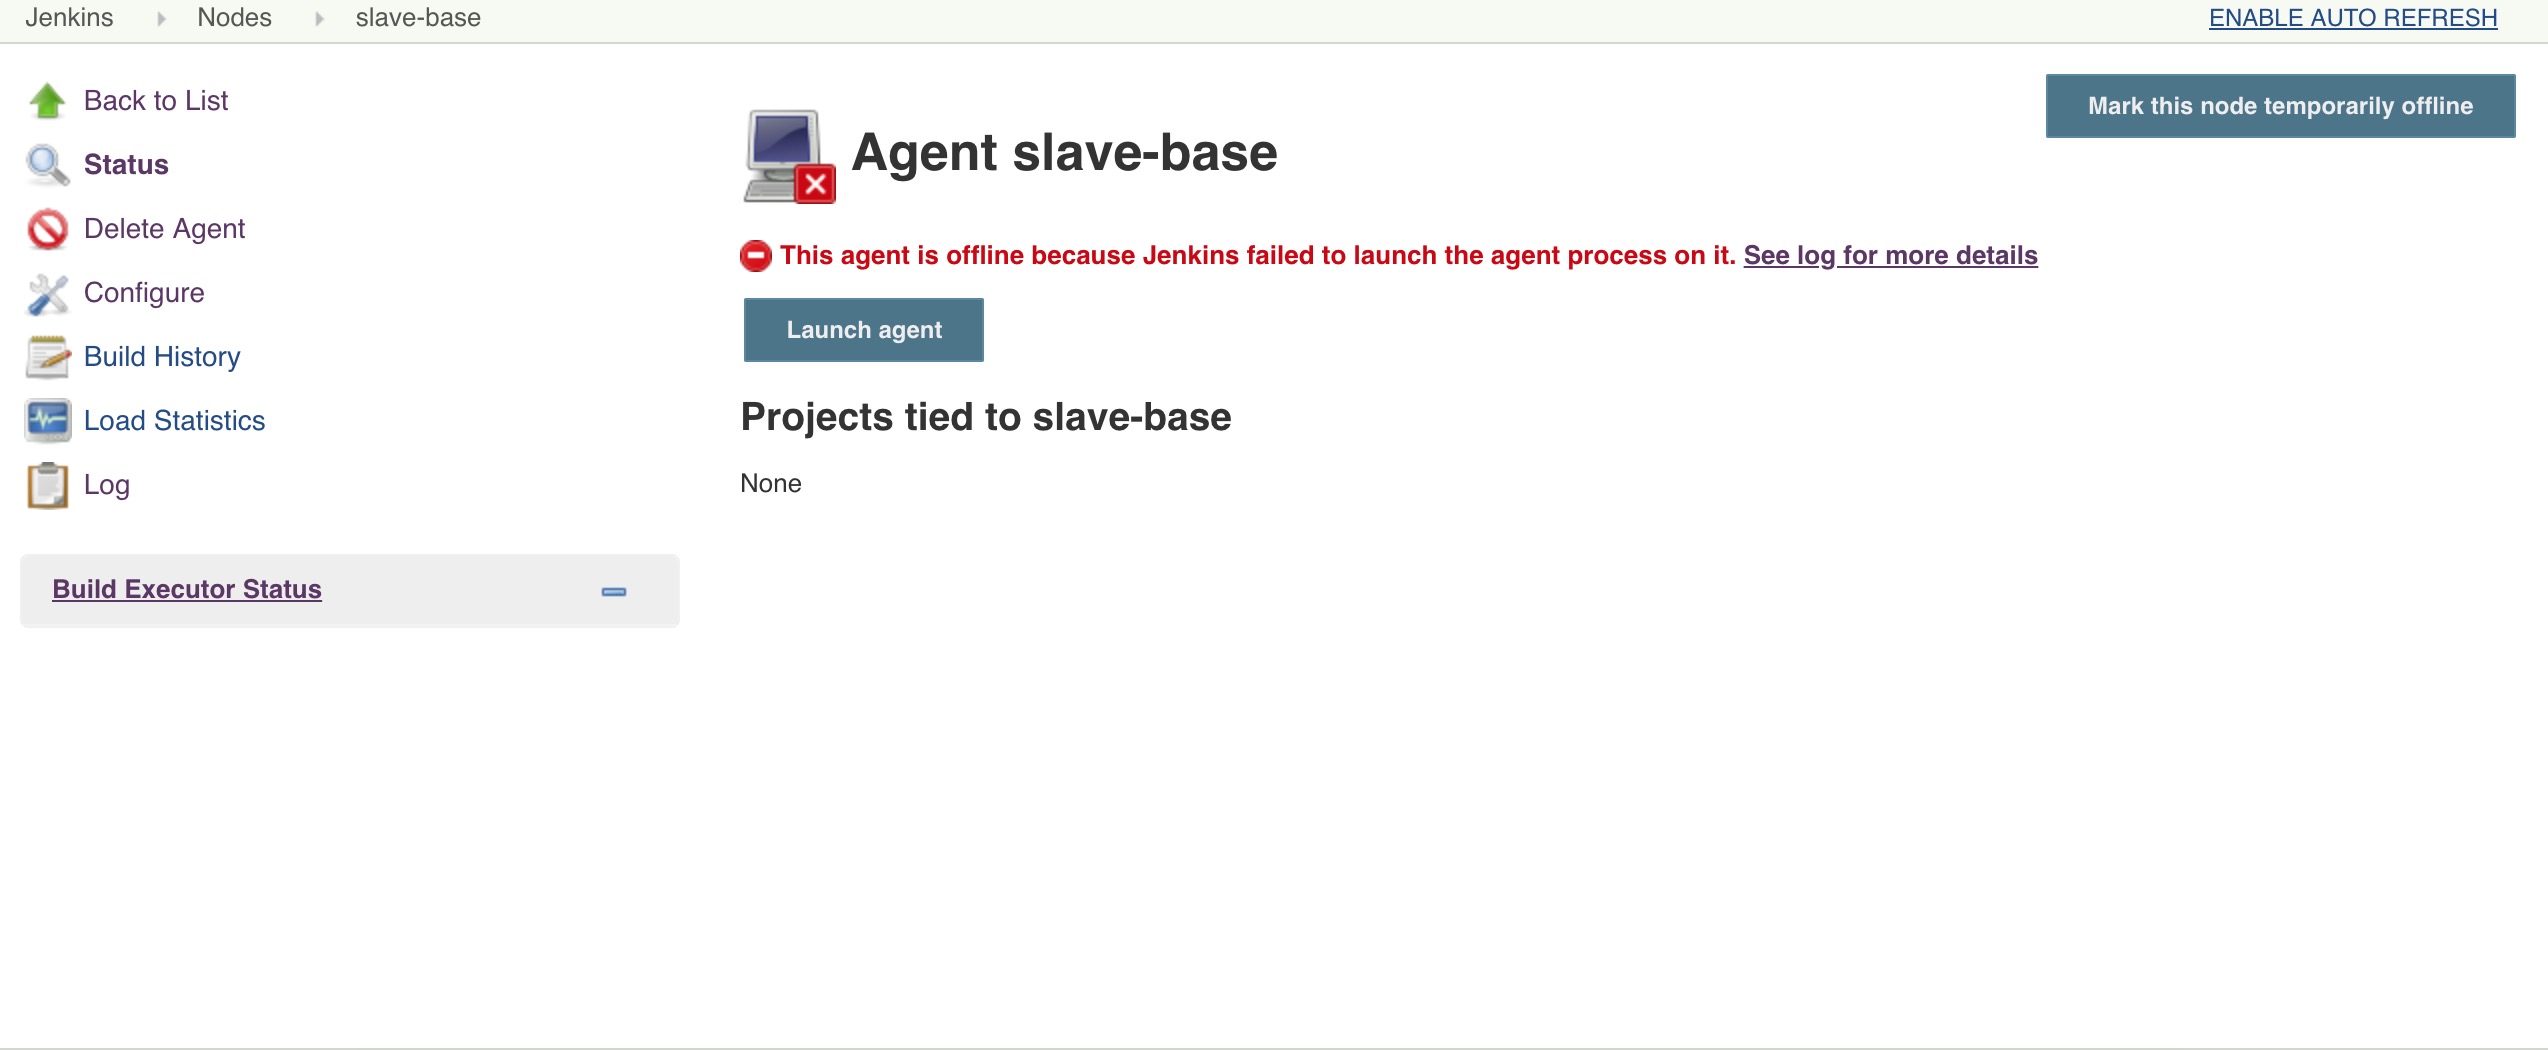 Jenkins Nodes slave-base ENABLE AUTO REFRESH
Back to List
Status
Delete Agent
Configure
Build History
Load Statistics
Log
Build Executor Status
Mark this node temporarily offline
Agent slave-base
This agent is offline because Jenkins failed to launch the agent process on it. See log for more details
Launch agent
Projects tied to slave-base
None